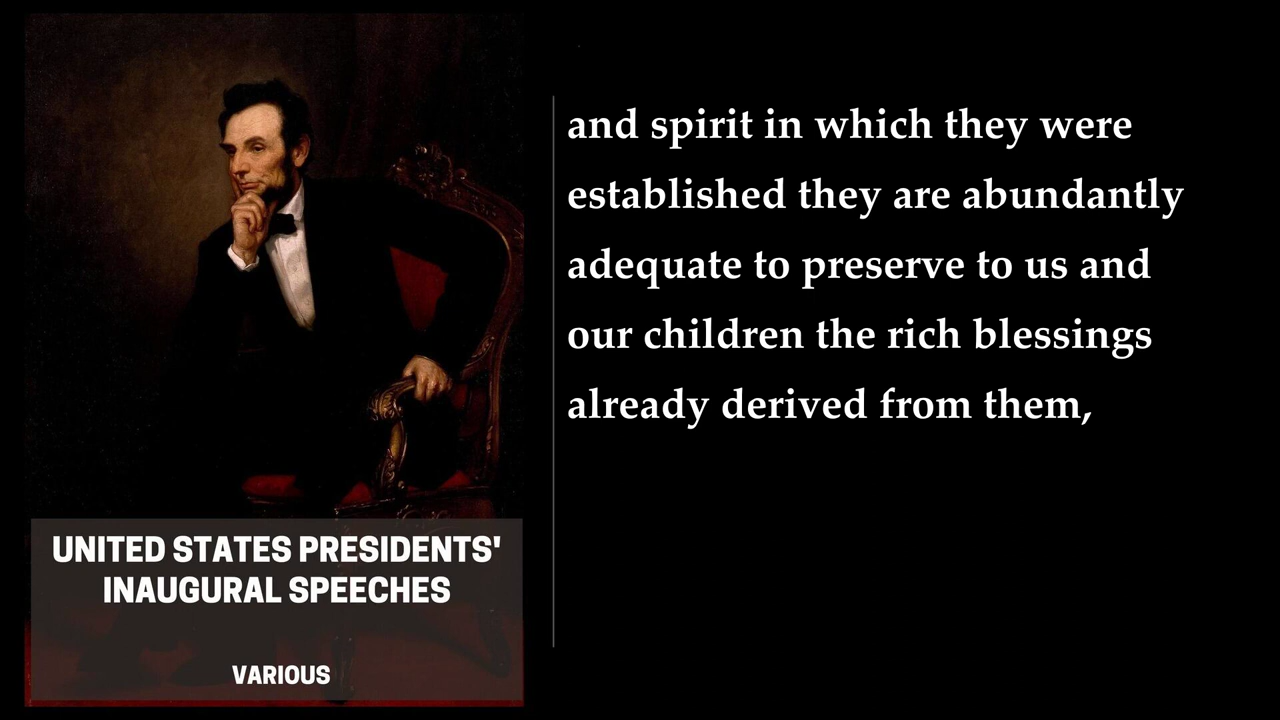 and spirit in which they were
established they are abundantly
adequate to preserve to us and
our children the rich blessings
already derived from them,
UNITED STATES PRESIDENTS'
INAUGURAL SPEECHES
VARIOUS